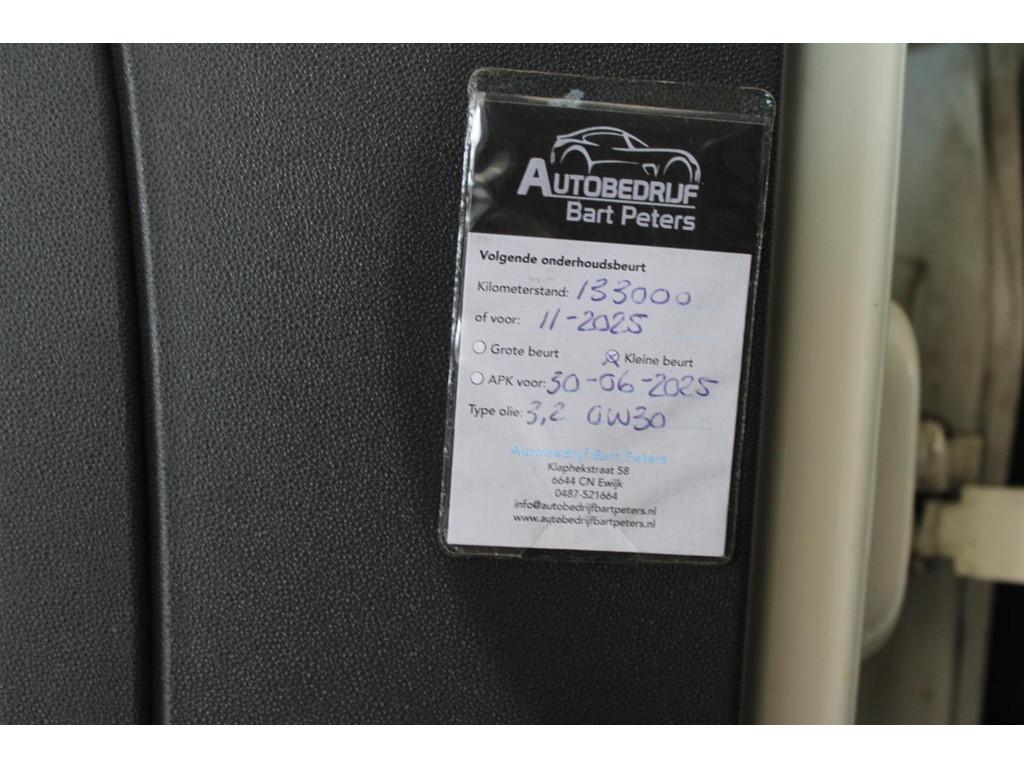 AUTOBEDRIJF
Bart Peters
Volgende onderhoudsbeurt
Kilometerstand: 133000
of voor: 11-2025
Grote beurt Kleine beurt
APK voor: 30-06-2025
Type olie: 3,2 0W30
Autobedrijf Bart Peters
Klaphekstraat 58
6644 CN Ewijk
0487-521664
info@autobedrijfbartpeters.nl
www.autobedrijfbartpeters.nl